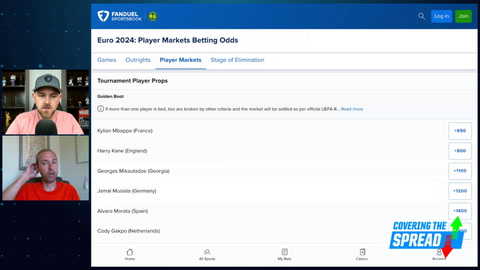 FANDUEL
SPORTSBOOK
Log in
Join
Euro 2024: Player Markets Betting Odds
Games
Outrights
Player Markets
Stage of Elimination
Tournament Player Props
Golden Boot
If more than one player is tied, ties are broken by other criteria and the market will be settled as per official UEFA R... Read more
Kylian Mbappe (France)
+650
Harry Kane (England)
+800
Georges Mikautadze (Georgia)
+1100
Jamal Musiala (Germany)
+1200
Alvaro Morata (Spain)
+1400
Cody Gakpo (Netherlands)
COVERING THE
SPREAD
Home
All Sports
My Bets
Casino
Account